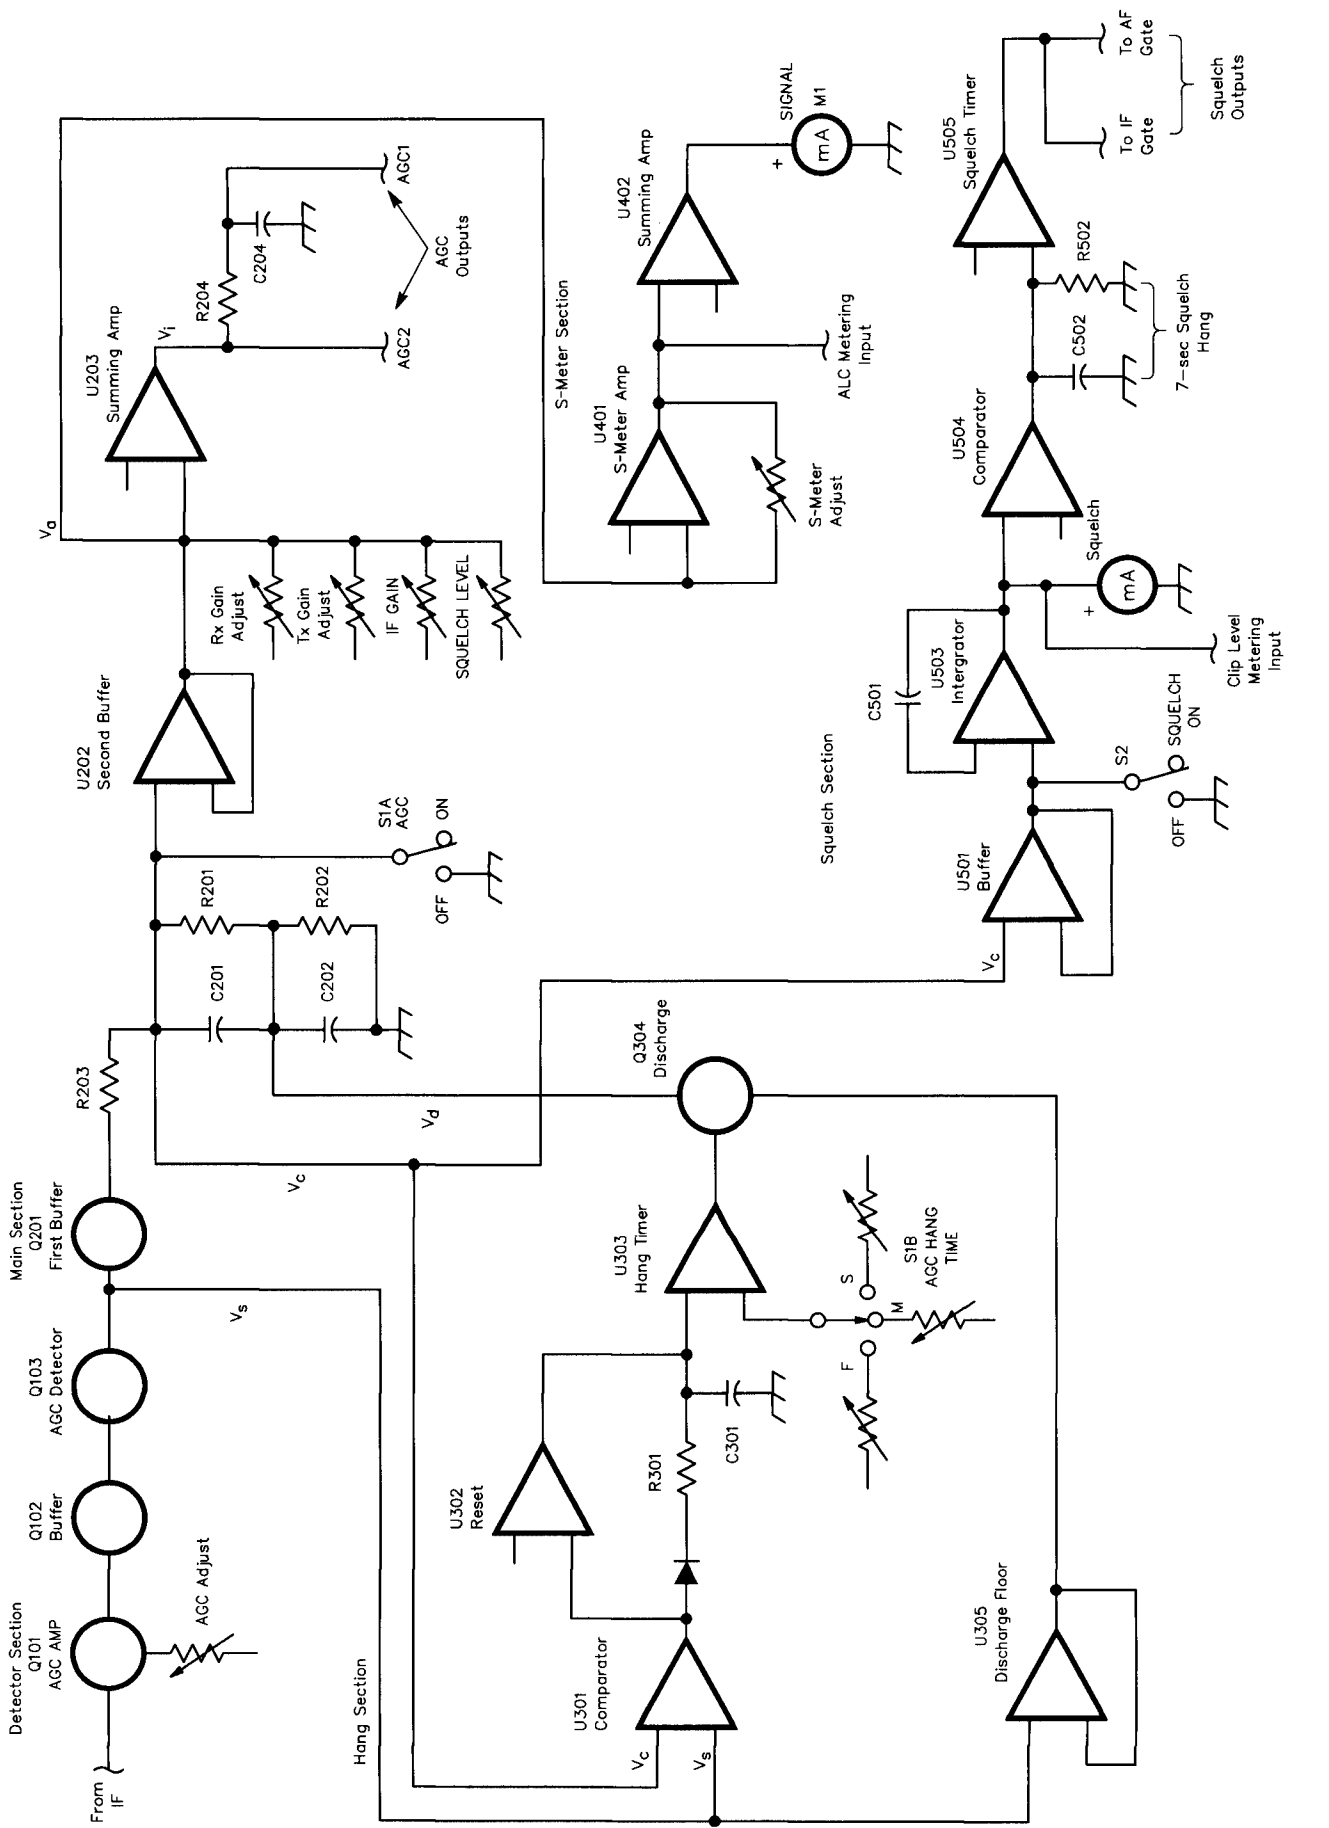 Detector Section
Q101
AGC AMP
From
IF
AGC Adjust
Q102
Buffer
Q103
AGC Detector
Vs
Main Section
Q201
First Buffer
R203
Vc
Vd
C201
C202
R201
R202
S1A
AGC
OFF
ON
U202
Second Buffer
Va
Rx Gain
Adjust
Tx Gain
Adjust
IF GAIN
SQUELCH LEVEL
U203
Summing Amp
Vi
R204
C204
AGC2
AGC1
AGC
Outputs
S-Meter Section
U401
S-Meter Amp
S-Meter
Adjust
ALC Metering
Input
U402
Summing Amp
SIGNAL
M1
+
mA
Hang Section
U301
Comparator
Vc
Vs
U302
Reset
R301
C301
U303
Hang Timer
F
M
S
S1B
AGC HANG
TIME
Q304
Discharge
U305
Discharge Floor
Squelch Section
Vc
U501
Buffer
S2
OFF
SQUELCH
ON
C501
U503
Intergrator
Squelch
+
mA
Clip Level
Metering
Input
U504
Comparator
C502
R502
7-sec Squelch
Hang
U505
Squelch Timer
To IF
Gate
To AF
Gate
Squelch
Outputs